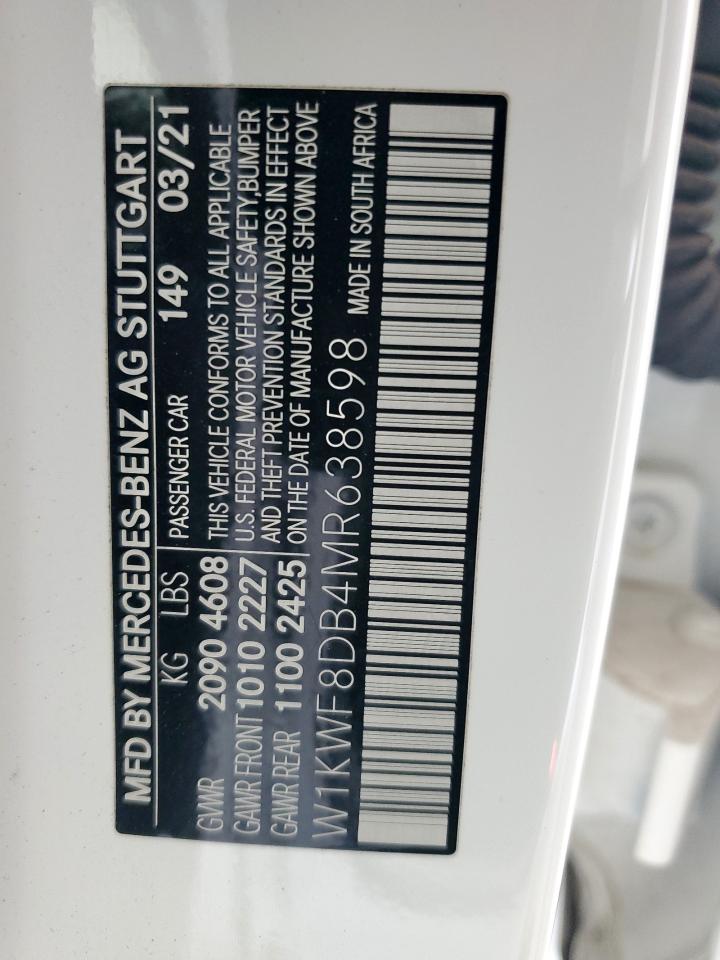 MFD BY MERCEDES-BENZ AG STUTTGART
KG LBS PASSENGER CAR 149 03/21
GVWR 2090 4608 THIS VEHICLE CONFORMS TO ALL APPLICABLE
GAWR FRONT 1010 2227 U.S. FEDERAL MOTOR VEHICLE SAFETY,BUMPER
GAWR REAR 1100 2425 AND THEFT PREVENTION STANDARDS IN EFFECT
ON THE DATE OF MANUFACTURE SHOWN ABOVE
W1KWF8DB4MR638598 MADE IN SOUTH AFRICA